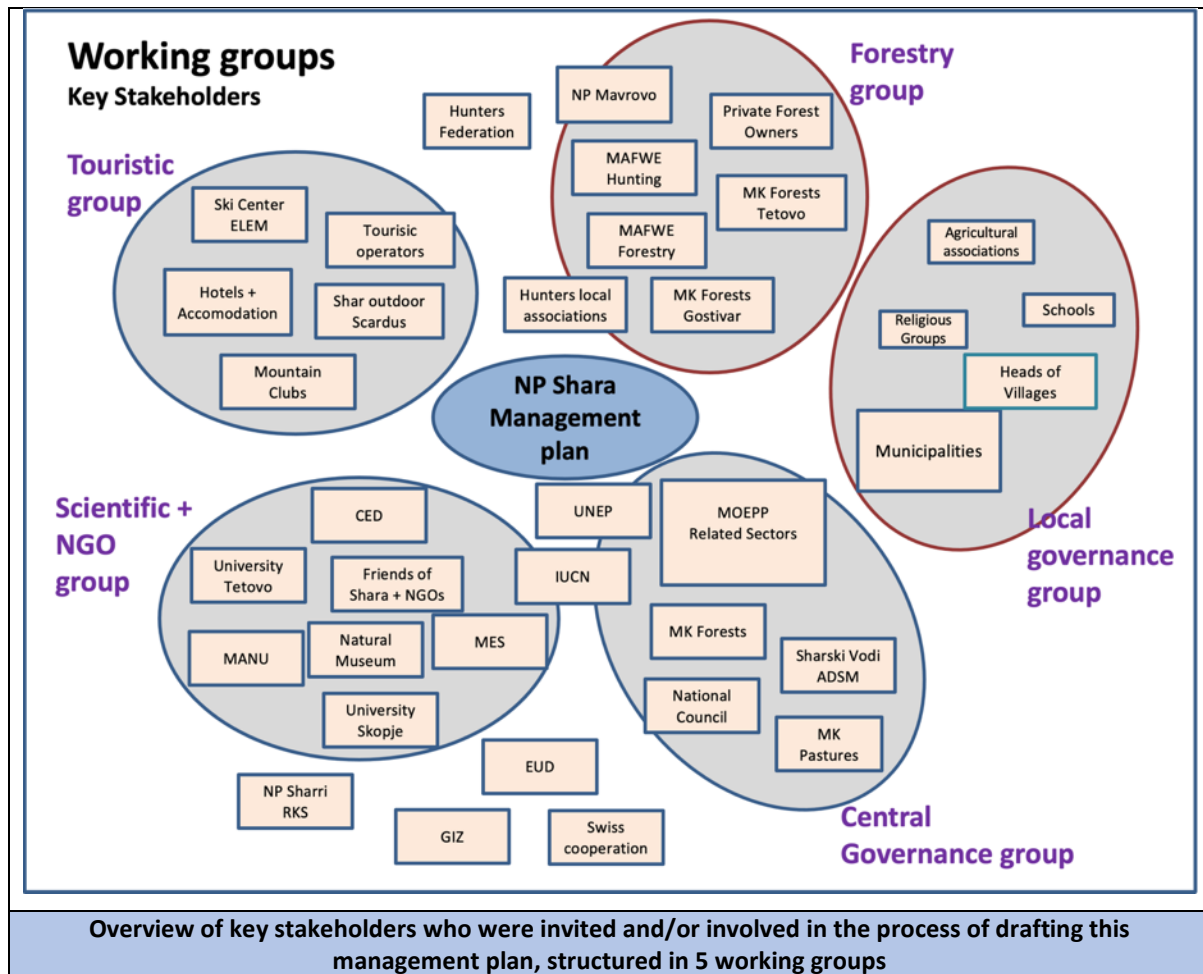 Working groups
Key Stakeholders
Touristic
group
Ski Center
ELEM
Tourisic
operators
Hotels +
Accomodation
Shar outdoor
Scardus
Mountain
Clubs
Hunters
Federation
Forestry
group
NP Mavrovo
Private Forest
Owners
MAFWE
Hunting
MK Forests
Tetovo
MAFWE
Forestry
Hunters local
associations
MK Forests
Gostivar
Agricultural
associations
Schools
Religious
Groups
Heads of
Villages
Municipalities
Local
governance
group
NP Shara
Management
plan
Scientific +
NGO
group
CED
University
Tetovo
Friends of
Shara + NGOs
MANU
Natural
Museum
MES
University
Skopje
UNEP
IUCN
MOEPP
Related Sectors
MK Forests
Sharski Vodi
ADSM
National
Council
MK
Pastures
Central
Governance group
NP Sharri
RKS
EUD
GIZ
Swiss
cooperation
Overview of key stakeholders who were invited and/or involved in the process of drafting this
management plan, structured in 5 working groups